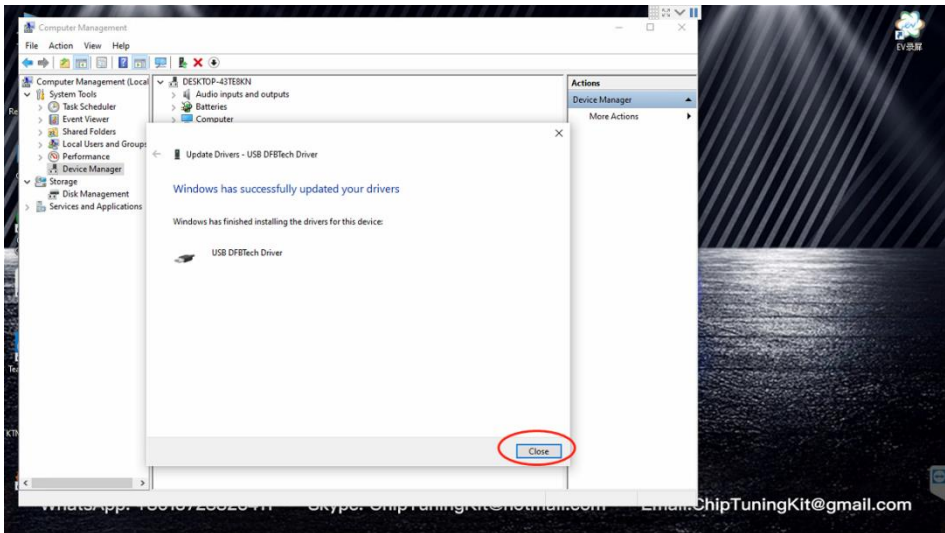 Computer Management
File Action View Help
Computer Management (Local
System Tools
Task Scheduler
Event Viewer
Shared Folders
Local Users and Groups
Performance
Device Manager
Storage
Disk Management
Services and Applications
DESKTOP-43TE8KN
Audio inputs and outputs
Batteries
Computer
Actions
Device Manager
More Actions
Update Drivers - USB DFBTech Driver
Windows has successfully updated your drivers
Windows has finished installing the drivers for this device:
USB DFBTech Driver
Close
EV录屏
ChipTuningKit@gmail.com